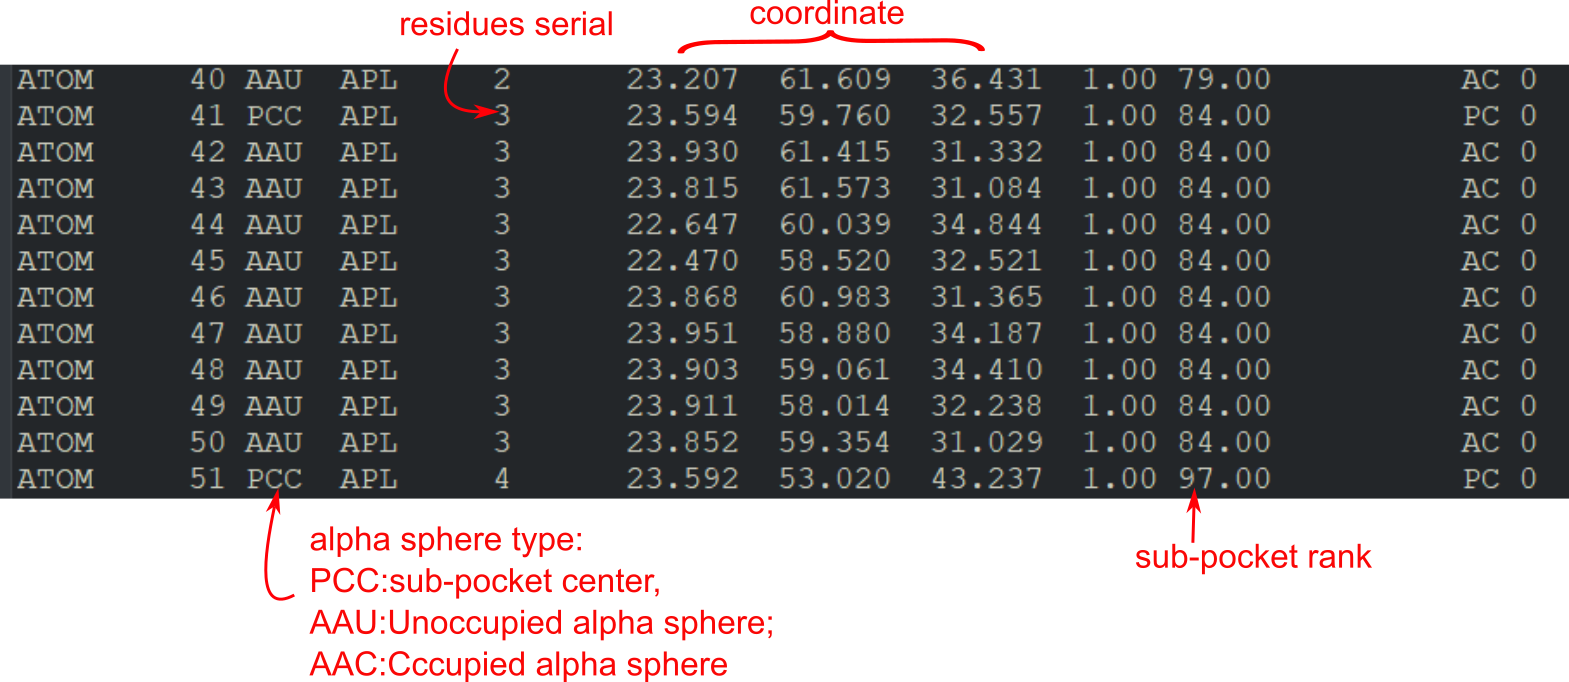 coordinate
residues serial
ATOM 40 AAU APL 2 23.207 61.609 36.431 1.00 79.00 AC 0
ATOM 41 PCC APL 3 23.594 59.760 32.557 1.00 84.00 PC 0
ATOM 42 AAU APL 3 23.930 61.415 31.332 1.00 84.00 AC 0
ATOM 43 AAU APL 3 23.815 61.573 31.084 1.00 84.00 AC 0
ATOM 44 AAU APL 3 22.647 60.039 34.844 1.00 84.00 AC 0
ATOM 45 AAU APL 3 22.470 58.520 32.521 1.00 84.00 AC 0
ATOM 46 AAU APL 3 23.868 60.983 31.365 1.00 84.00 AC 0
ATOM 47 AAU APL 3 23.951 58.880 34.187 1.00 84.00 AC 0
ATOM 48 AAU APL 3 23.903 59.061 34.410 1.00 84.00 AC 0
ATOM 49 AAU APL 3 23.911 58.014 32.238 1.00 84.00 AC 0
ATOM 50 AAU APL 3 23.852 59.354 31.029 1.00 84.00 AC 0
ATOM 51 PCC APL 4 23.592 53.020 43.237 1.00 97.00 PC 0
alpha sphere type:
PCC:sub-pocket center,
AAU:Unoccupied alpha sphere;
AAC:Cccupied alpha sphere
sub-pocket rank